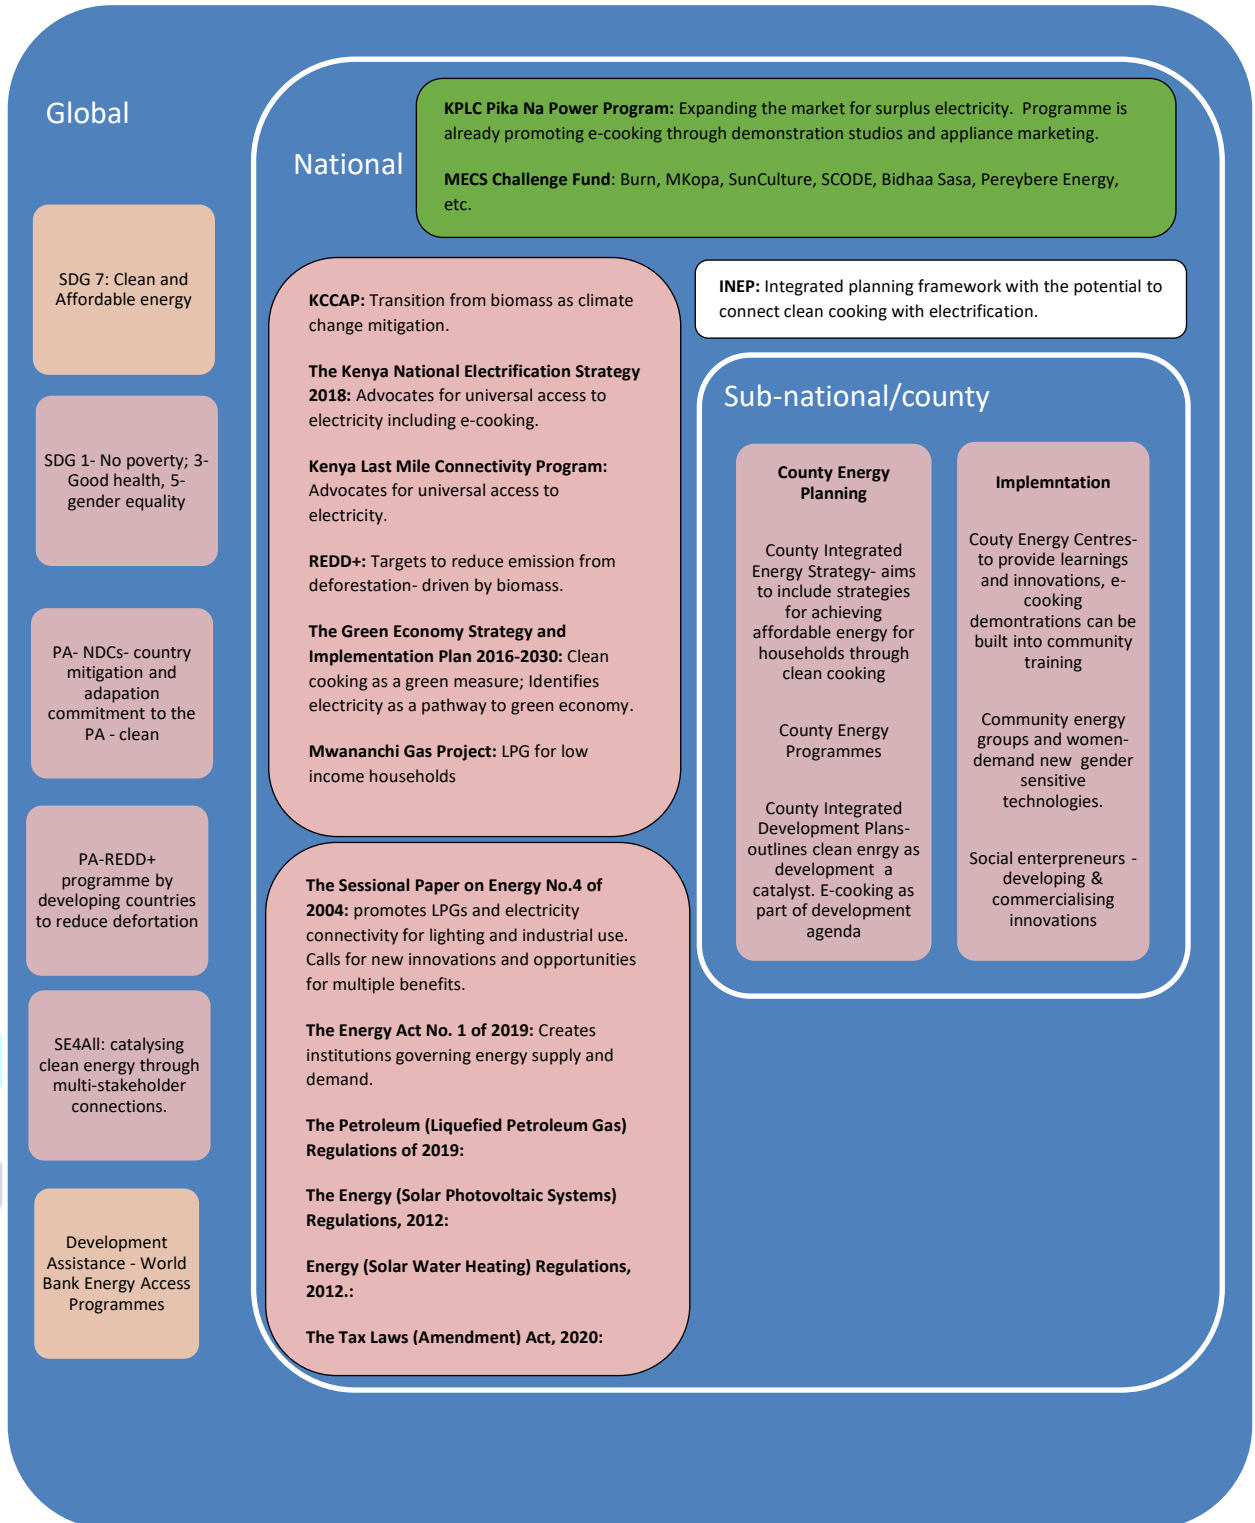 Global
SDG 7: Clean and
Affordable energy
SDG 1- No poverty; 3-
Good health, 5-
gender equality
PA- NDCs- country
mitigation and
adapation
commitment to the
PA - clean
PA-REDD+
programme by
developing countries
to reduce defortation
SE4All: catalysing
clean energy through
multi-stakeholder
connections.
Development
Assistance - World
Bank Energy Access
Programmes
National
KPLC Pika Na Power Program: Expanding the market for surplus electricity.  Programme is
already promoting e-cooking through demonstration studios and appliance marketing.
MECS Challenge Fund: Burn, MKopa, SunCulture, SCODE, Bidhaa Sasa, Pereybere Energy,
etc.
KCCAP: Transition from biomass as climate
change mitigation.
The Kenya National Electrification Strategy
2018: Advocates for universal access to
electricity including e-cooking.
Kenya Last Mile Connectivity Program:
Advocates for universal access to
electricity.
REDD+: Targets to reduce emission from
deforestation- driven by biomass.
The Green Economy Strategy and
Implementation Plan 2016-2030: Clean
cooking as a green measure; Identifies
electricity as a pathway to green economy.
Mwananchi Gas Project: LPG for low
income households
The Sessional Paper on Energy No.4 of
2004: promotes LPGs and electricity
connectivity for lighting and industrial use.
Calls for new innovations and opportunities
for multiple benefits.
The Energy Act No. 1 of 2019: Creates
institutions governing energy supply and
demand.
The Petroleum (Liquefied Petroleum Gas)
Regulations of 2019:
The Energy (Solar Photovoltaic Systems)
Regulations, 2012:
Energy (Solar Water Heating) Regulations,
2012.:
The Tax Laws (Amendment) Act, 2020:
INEP: Integrated planning framework with the potential to
connect clean cooking with electrification.
Sub-national/county
County Energy
Planning
County Integrated
Energy Strategy- aims
to include strategies
for achieving
affordable energy for
households through
clean cooking
County Energy
Programmes
County Integrated
Development Plans-
outlines clean enrgy as
development  a
catalyst. E-cooking as
part of development
agenda
Implemntation
Couty Energy Centres-
to provide learnings
and innovations, e-
cooking
demontrations can be
built into community
training
Community energy
groups and women-
demand new  gender
sensitive
technologies.
Social enterpreneurs -
developing &
commercialising
innovations